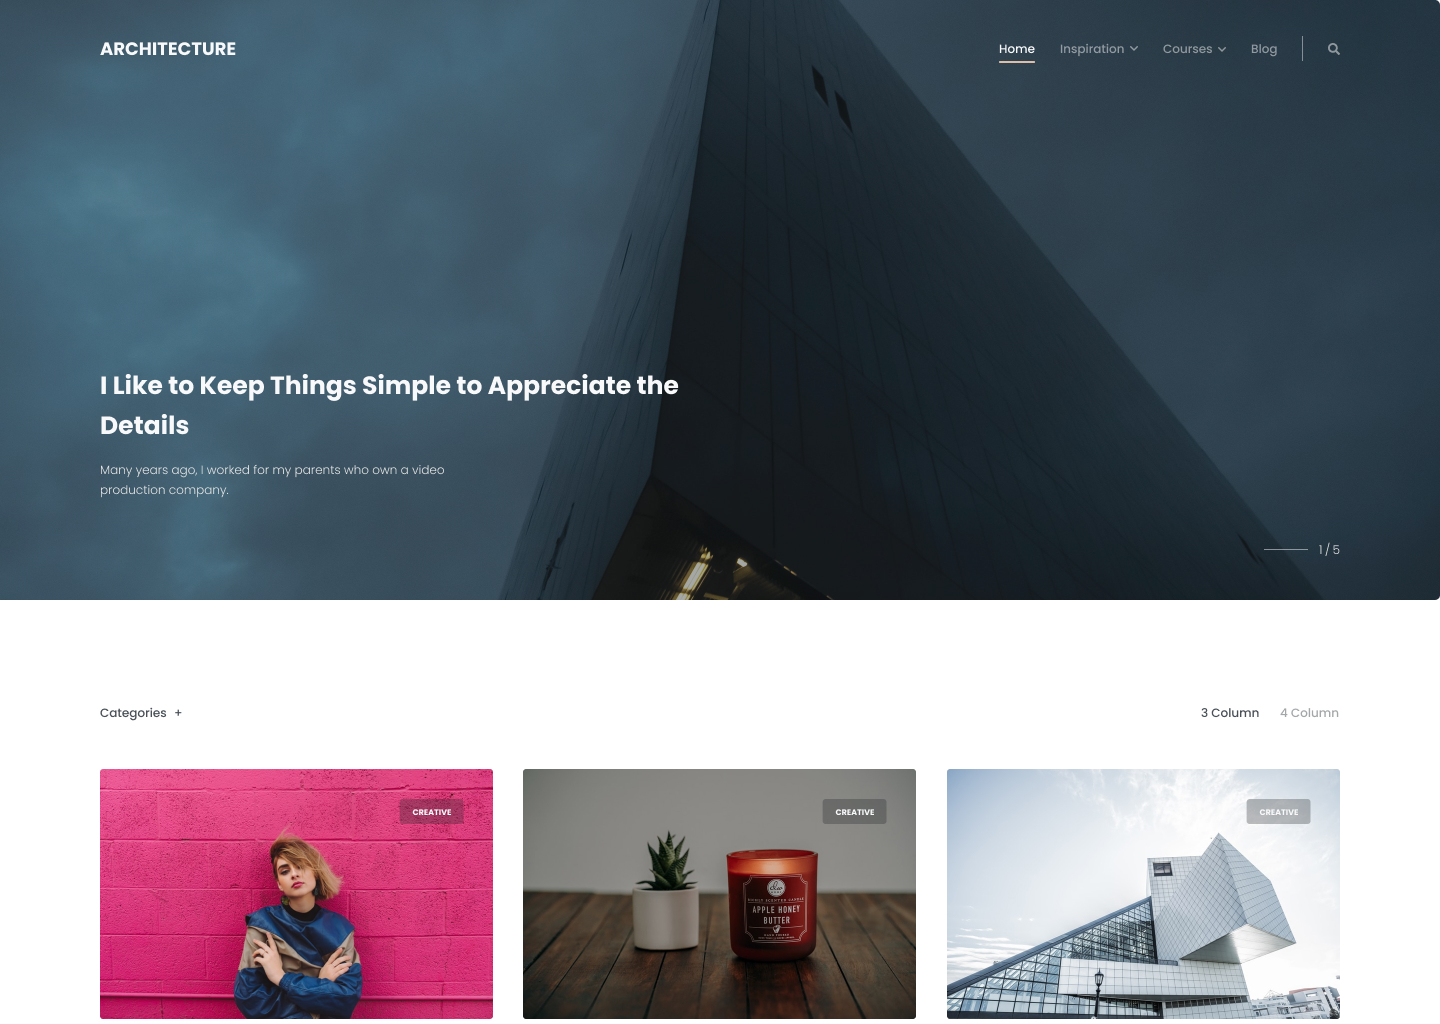 ARCHITECTURE
Home Inspiration Courses Blog
I Like to Keep Things Simple to Appreciate the
Details
Many years ago, I worked for my parents who own a video
production company.
1 / 5
Categories +
3 Column 4 Column
CREATIVE
CREATIVE
CREATIVE
APPLE HONEY
BUTTER